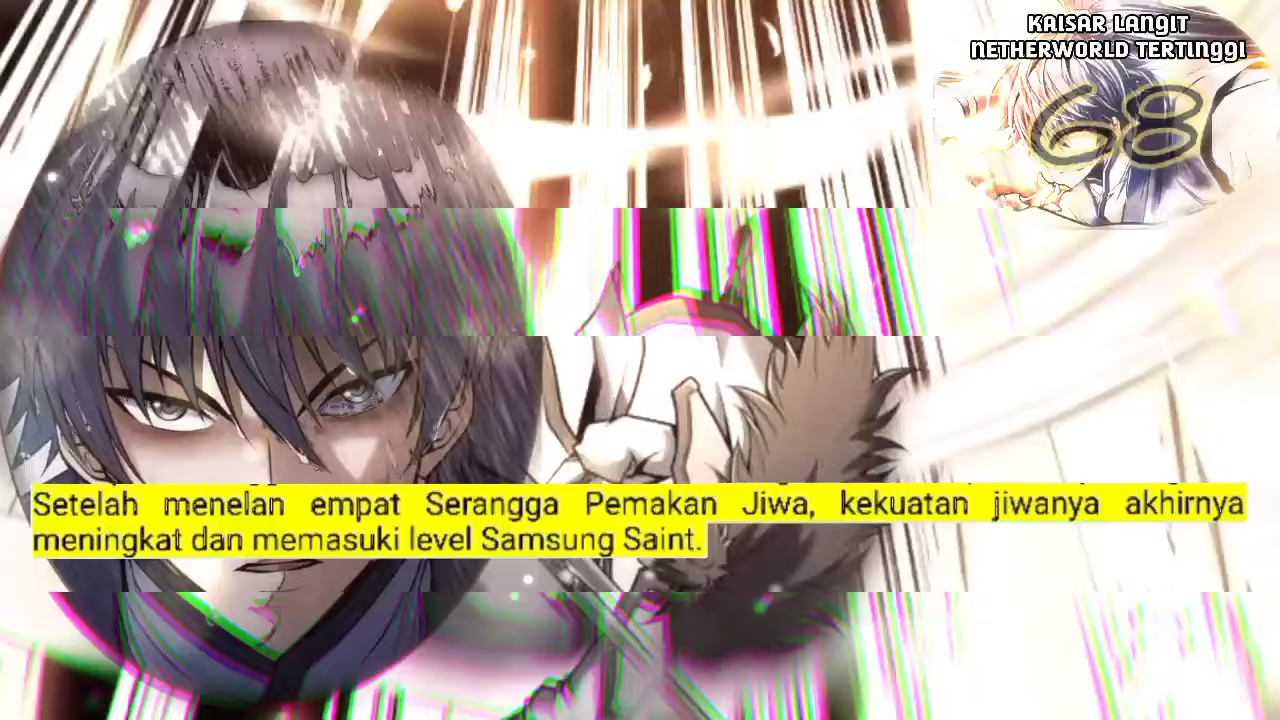 KAISAR LANGIT
NETHERWORLD TERTINGGI
68
Setelah menelan empat Serangga Pemakan Jiwa, kekuatan jiwanya akhirnya
meningkat dan memasuki level Samsung Saint.